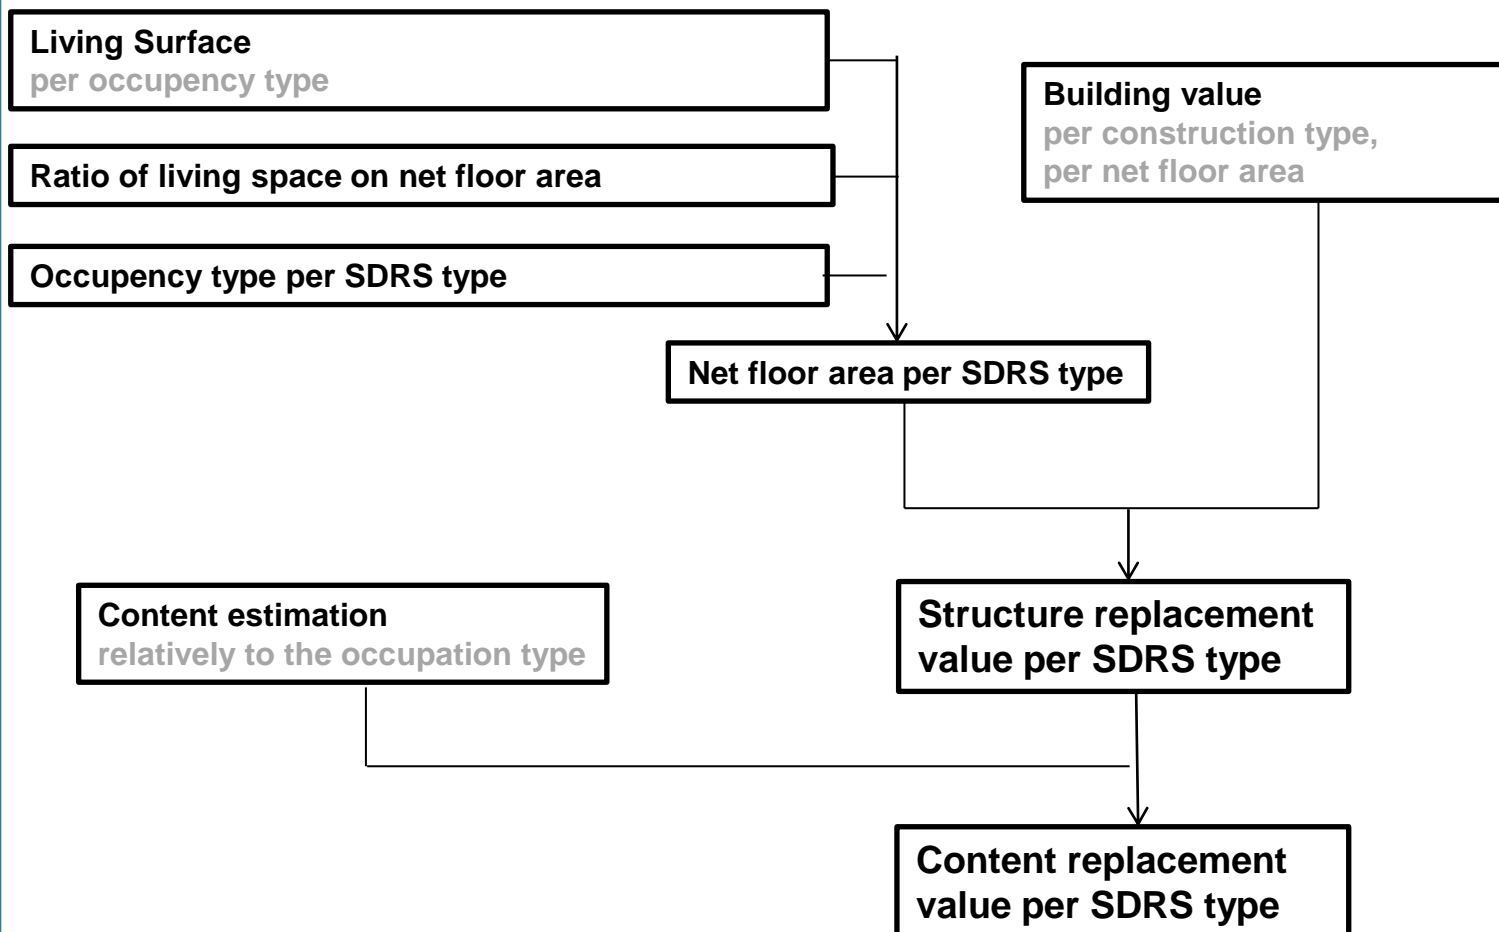 Living Surface
per occupency type
Building value
per construction type,
per net floor area
Ratio of living space on net floor area
Occupency type per SDRS type
Net floor area per SDRS type
Content estimation
relatively to the occupation type
Structure replacement
value per SDRS type
Content replacement
value per SDRS type